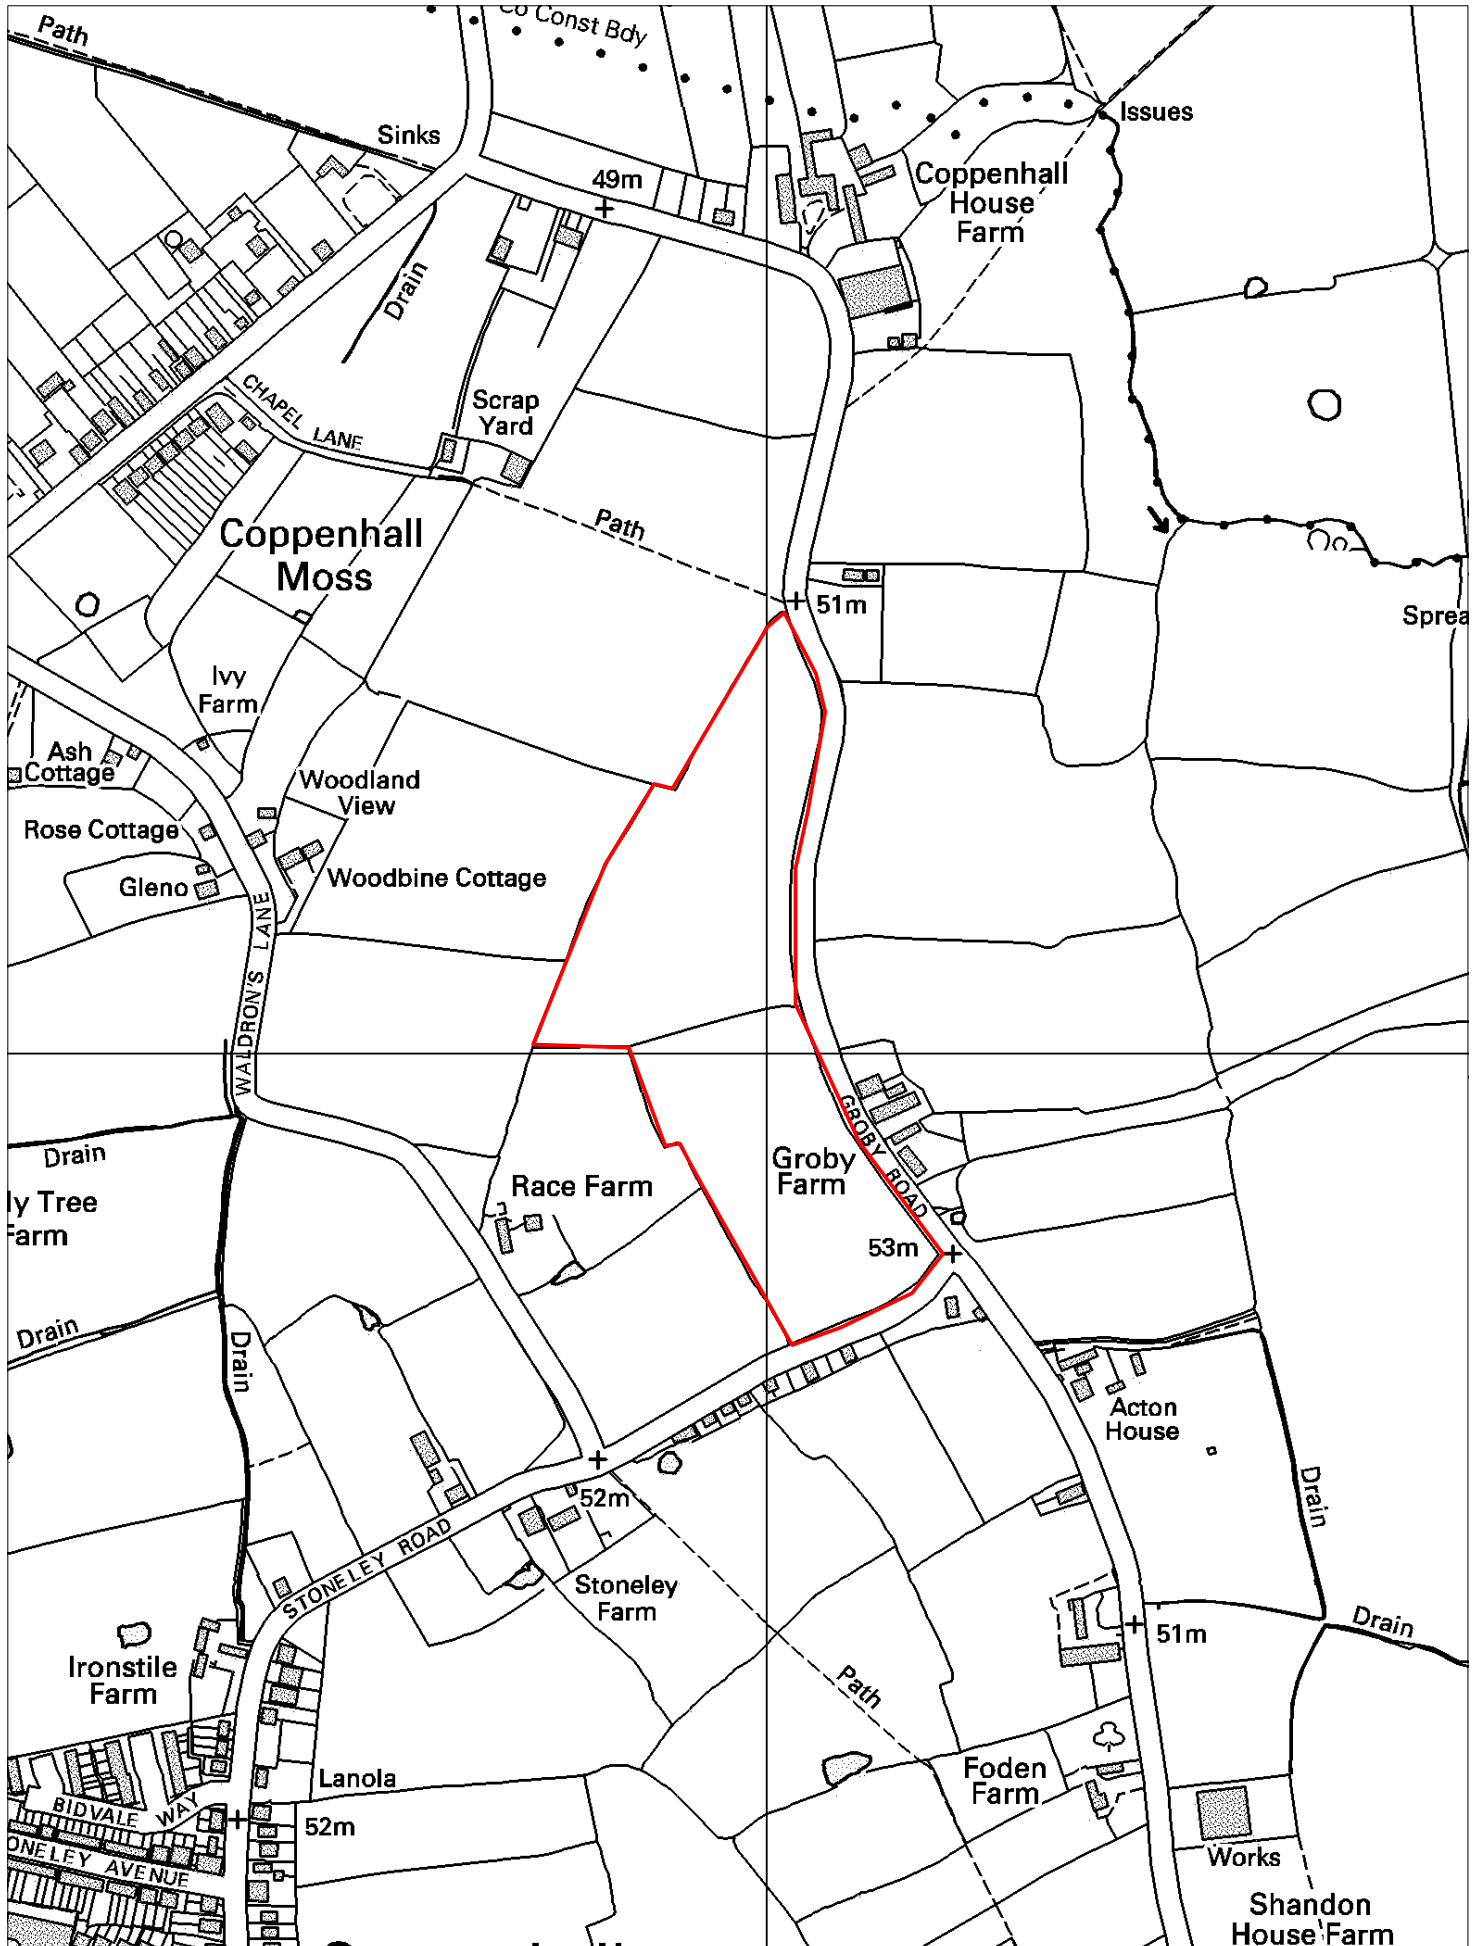 Path
Co Const Bdy
Sinks
49m
Issues
Coppenhall
House
Farm
Drain
CHAPEL LANE
Scrap
Yard
Path
Coppenhall
Moss
51m
Ivy
Farm
Ash
Cottage
Woodland
View
Rose Cottage
Woodbine Cottage
Gleno
WALDRON'S LANE
Drain
GROBY ROAD
Groby
Farm
Race Farm
ly Tree
Farm
53m
Drain
Drain
Acton
House
Drain
52m
STONELEY ROAD
Stoneley
Farm
Drain
51m
Ironstile
Farm
Path
Foden
Farm
Lanola
BIDVALE WAY
52m
ONELEY AVENUE
Works
Shandon
House Farm